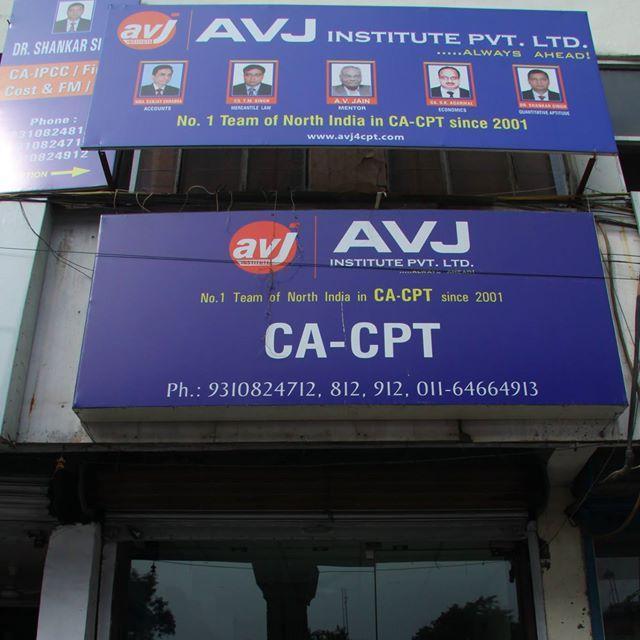 DR. SHANKAR SI
CA-IPCC / Fi
Cost & FM /
Phone :
9310824812
avj
INSTITUTE
AVJ INSTITUTE PVT. LTD.
.....ALWAYS AHEAD!
ACCOUNTS
MERCANTILE LAW
A.V. JAIN
MENTOR
ECONOMICS
DR. SHANKAR SINGH
QUANTITATIVE APTITUDE
No. 1 Team of North India in CA-CPT since 2001
www.avj4cpt.com
avj
INSTITUTE
AVJ
INSTITUTE PVT. LTD.
No.1 Team of North India in CA-CPT since 2001
CA-CPT
Ph.: 9310824712, 812, 912, 011-64664913